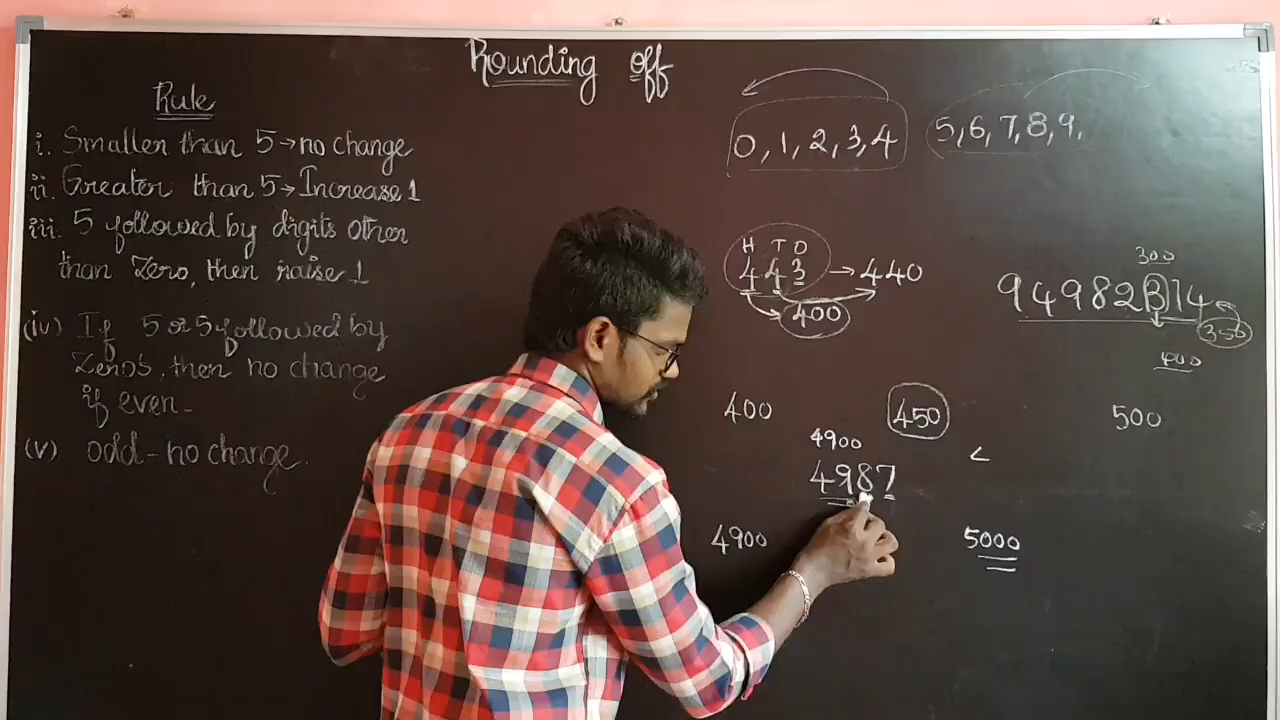 Rounding off
Rule
i. Smaller than 5→no change
ii. Greater than 5→Increase 1
iii. 5 followed by digits other
than Zero, then raise 1
(iv) If 5 or 5 followed by
Zero's, then no change
if even-
(v) odd - no change.
0, 1, 2, 3, 4
5, 6, 7, 8, 9.
H T O
443 → 440
400
300
94982314
350
400
400 450 500
4900
<
4987
4900 5000